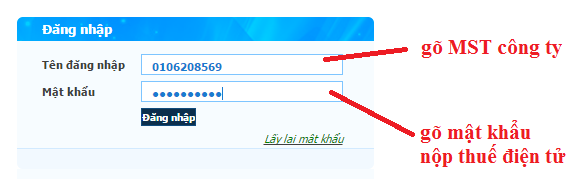 Đăng nhập
Tên đăng nhập 0106208569
gõ MST công ty
Mật khẩu ●●●●●●●●●●
Đăng nhập
gõ mật khẩu
nộp thuế điện tử
Lấy lại mât khẩu